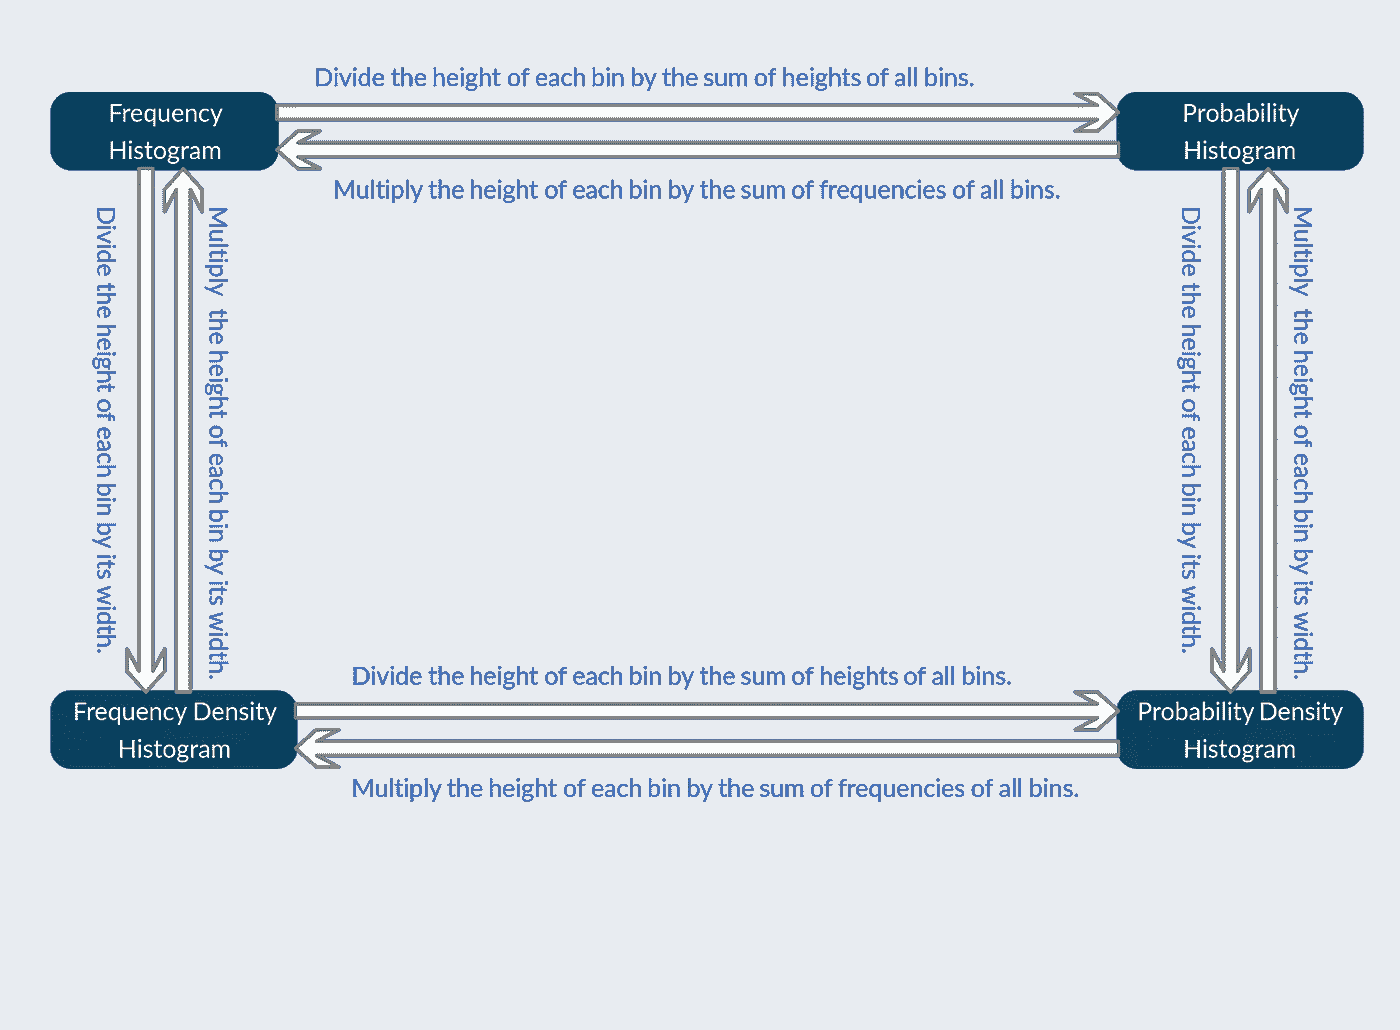 Divide the height of each bin by the sum of heights of all bins.
Frequency
Histogram
Probability
Histogram
Multiply the height of each bin by the sum of frequencies of all bins.
Divide the height of each bin by its width.
Multiply the height of each bin by its width.
Divide the height of each bin by its width.
Multiply the height of each bin by its width.
Divide the height of each bin by the sum of heights of all bins.
Frequency Density
Histogram
Probability Density
Histogram
Multiply the height of each bin by the sum of frequencies of all bins.